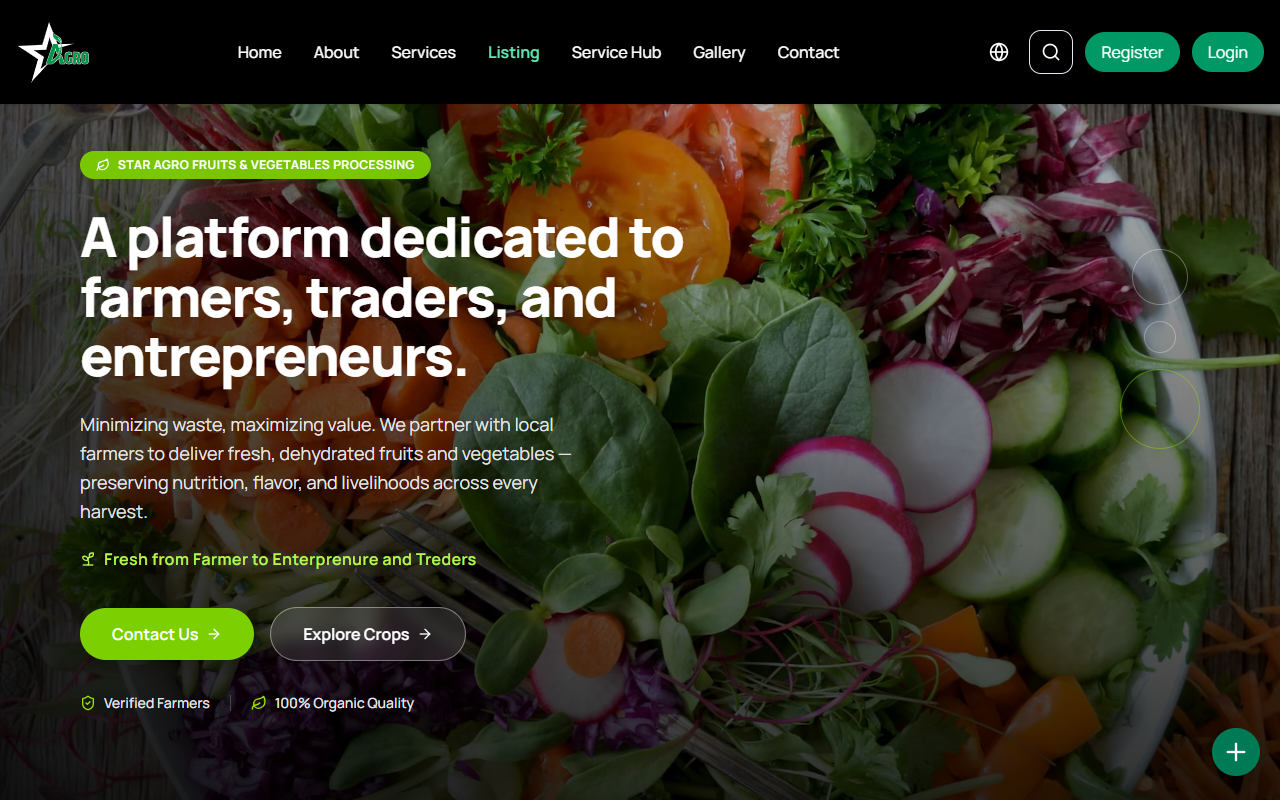 AGRO
Home About Services Listing Service Hub Gallery Contact Register Login
STAR AGRO FRUITS & VEGETABLES PROCESSING
A platform dedicated to
farmers, traders, and
entrepreneurs.
Minimizing waste, maximizing value. We partner with local
farmers to deliver fresh, dehydrated fruits and vegetables —
preserving nutrition, flavor, and livelihoods across every
harvest.
Fresh from Farmer to Enterprenure and Treders
Contact Us → Explore Crops →
Verified Farmers 100% Organic Quality